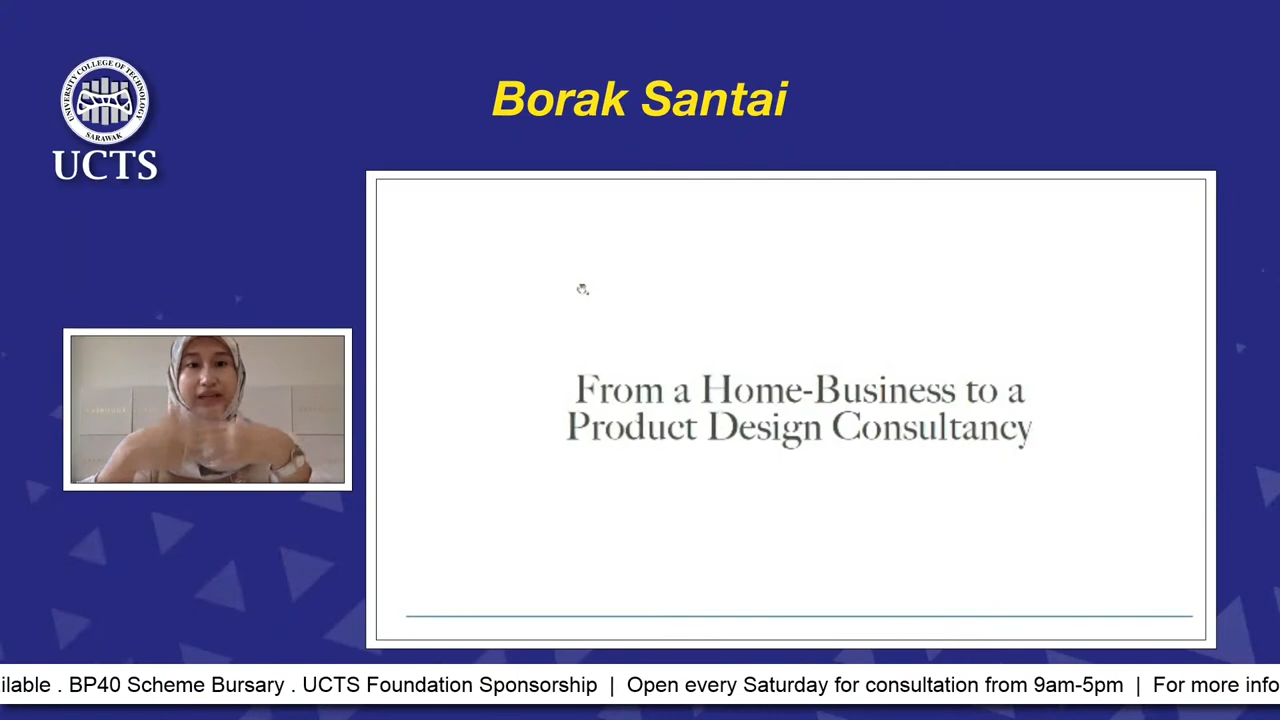 Borak Santai
UNIVERSITY COLLEGE OF TECHNOLOGY
SARAWAK
UCTS
From a Home-Business to a
Product Design Consultancy
ilable . BP40 Scheme Bursary . UCTS Foundation Sponsorship | Open every Saturday for consultation from 9am-5pm | For more info